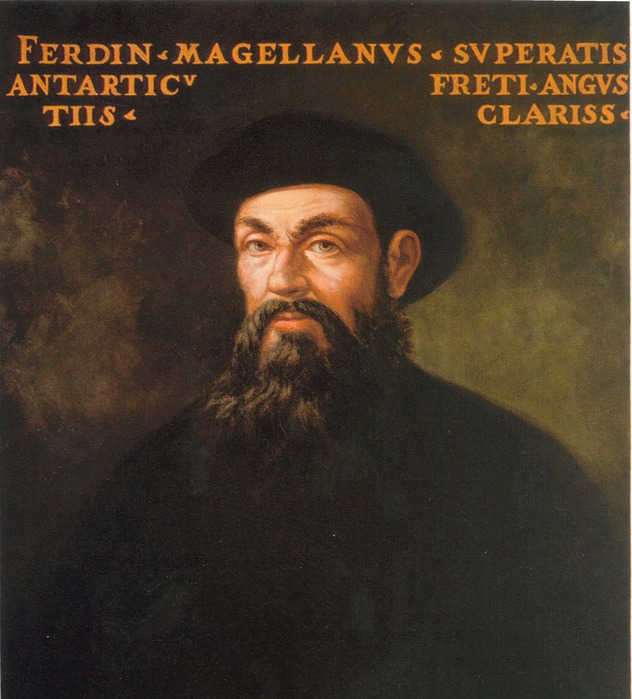 FERDIN · MAGELLANVS · SVPERATIS
ANTARTICV FRETI · ANGVS
TIIS · CLARISS ·